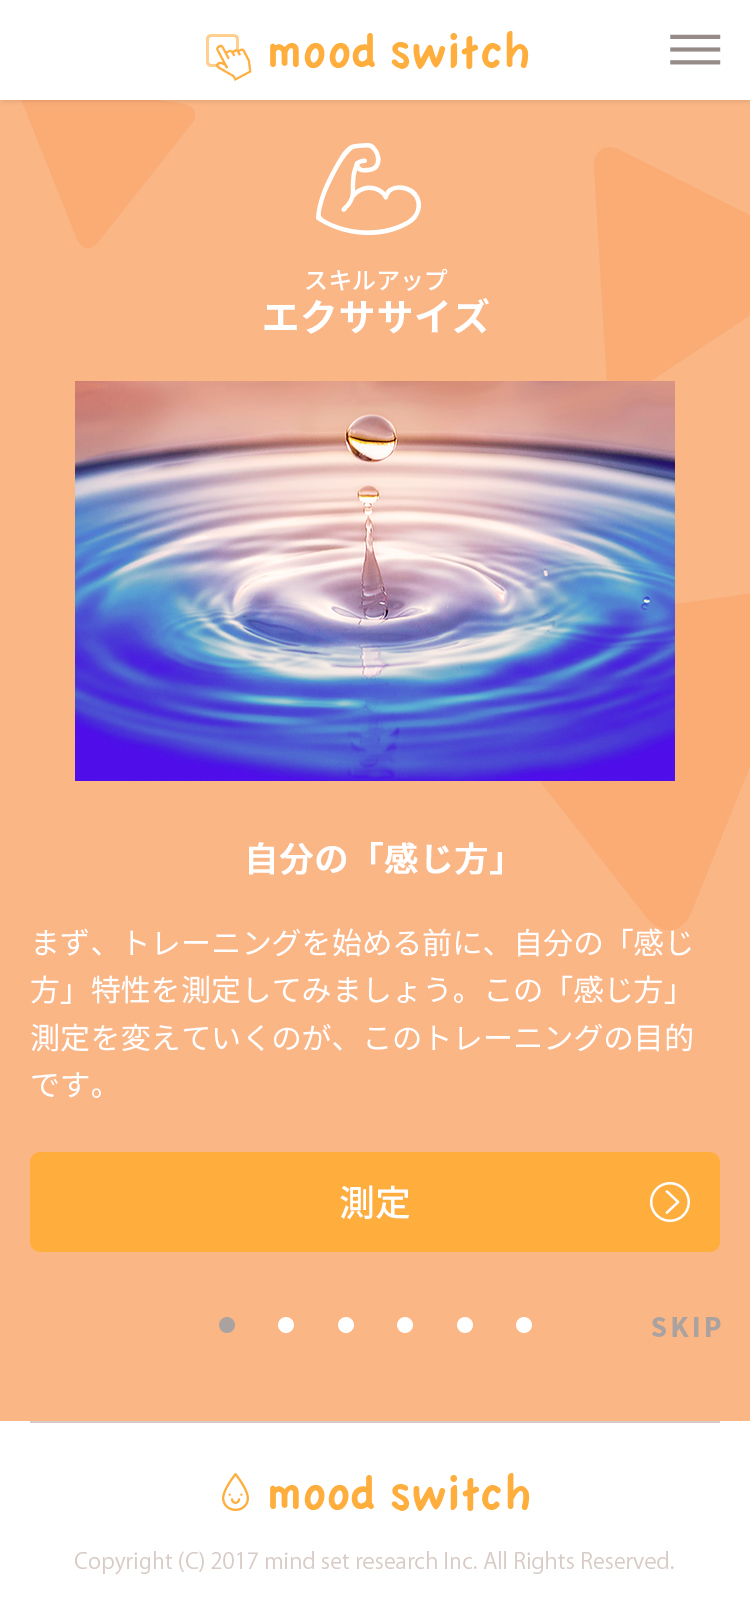 mood switch
スキルアップ
エクササイズ
自分の「感じ方」
まず、トレーニングを始める前に、自分の「感じ
方」特性を測定してみましょう。この「感じ方」
測定を変えていくのが、このトレーニングの目的
です。
測定
SKIP
mood switch
Copyright (C) 2017 mind set research Inc. All Rights Reserved.